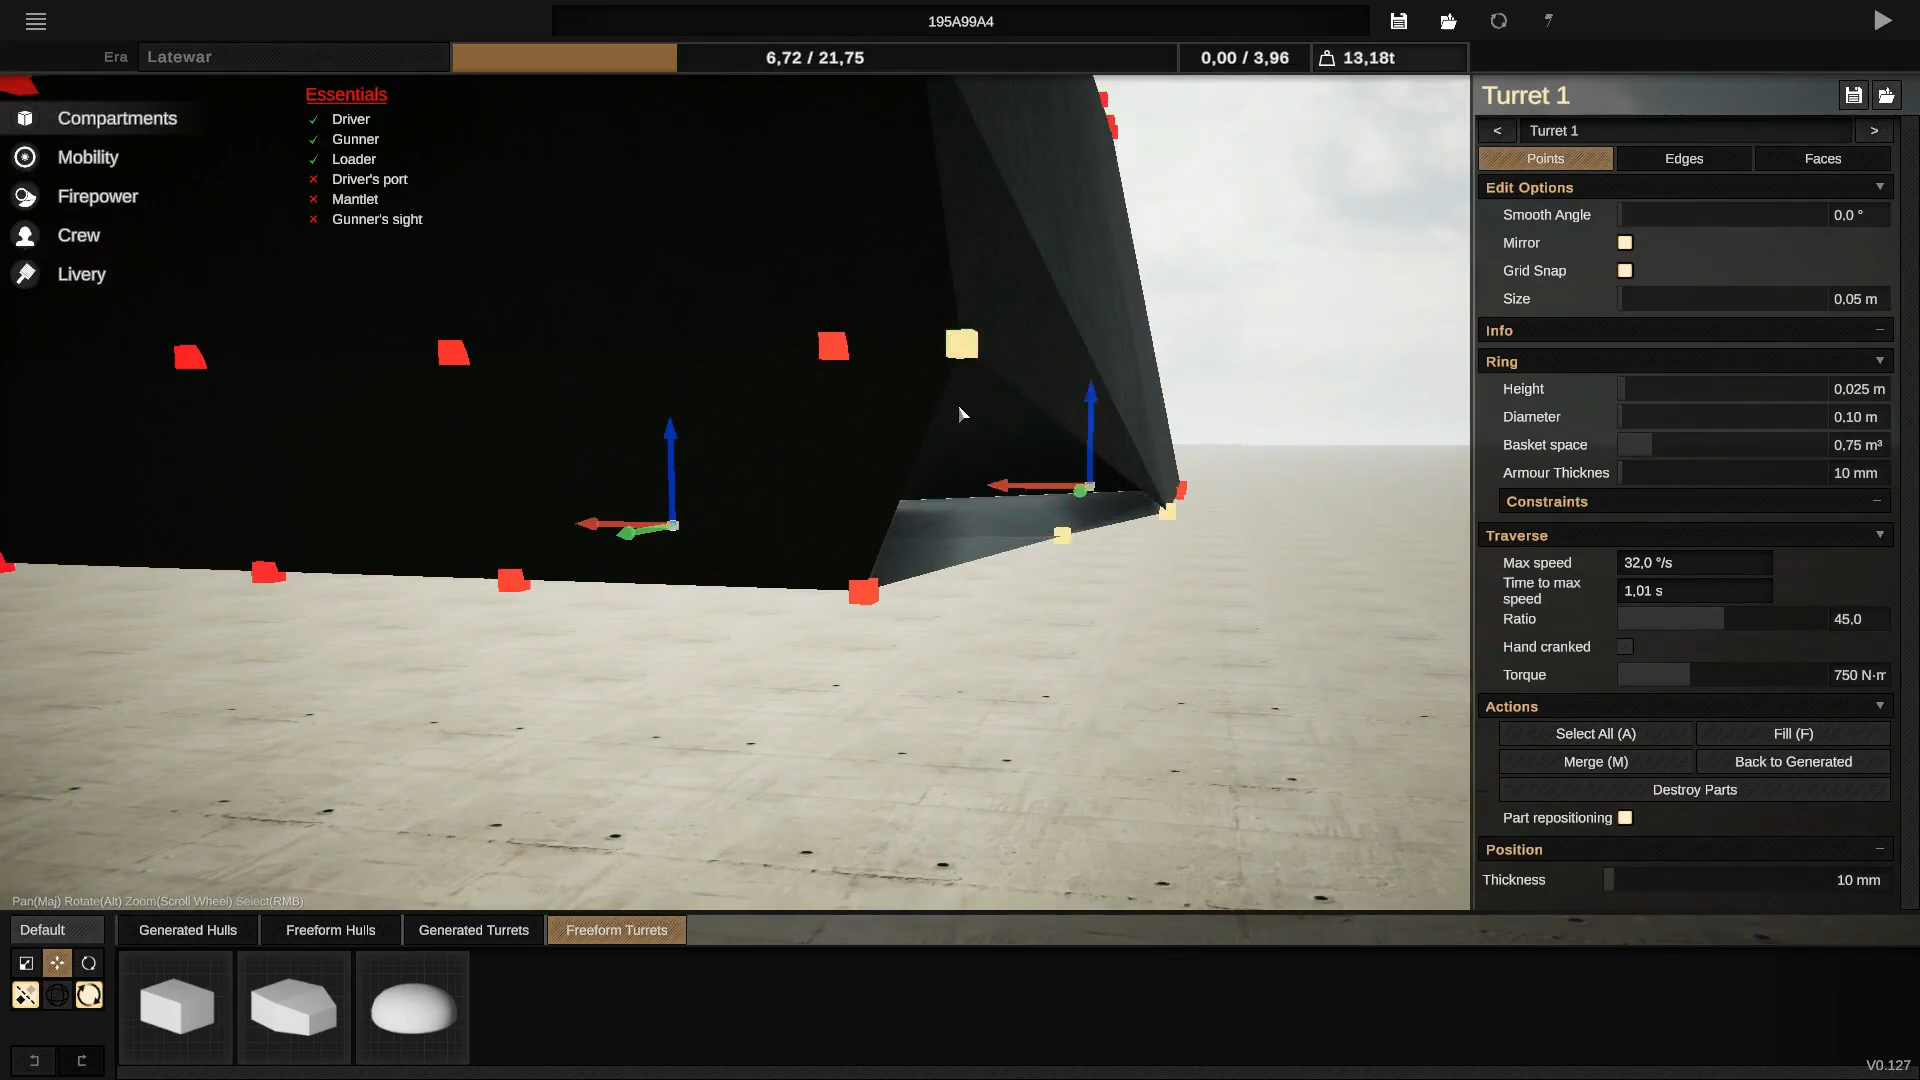 195A99A4
Era
Latewar
6,72 / 21,75
0,00 / 3,96
13,18t
Compartments
Mobility
Firepower
Crew
Livery
Essentials
Driver
Gunner
Loader
Driver's port
Mantlet
Gunner's sight
Turret 1
<
Turret 1
>
Points
Edges
Faces
Edit Options
Smooth Angle
0.0 °
Mirror
Grid Snap
Size
0.05 m
Info
Ring
Height
0,025 m
Diameter
0,10 m
Basket space
0,75 m³
Armour Thicknes
10 mm
Constraints
Traverse
Max speed
32,0 °/s
Time to max
speed
1,01 s
Ratio
45,0
Hand cranked
Torque
750 N·m
Actions
Select All (A)
Fill (F)
Merge (M)
Back to Generated
Destroy Parts
Part repositioning
Position
Thickness
10 mm
Pan(Maj) Rotate(Alt) Zoom(Scroll Wheel) Select(RMB)
Default
Generated Hulls
Freeform Hulls
Generated Turrets
Freeform Turrets
V0.127